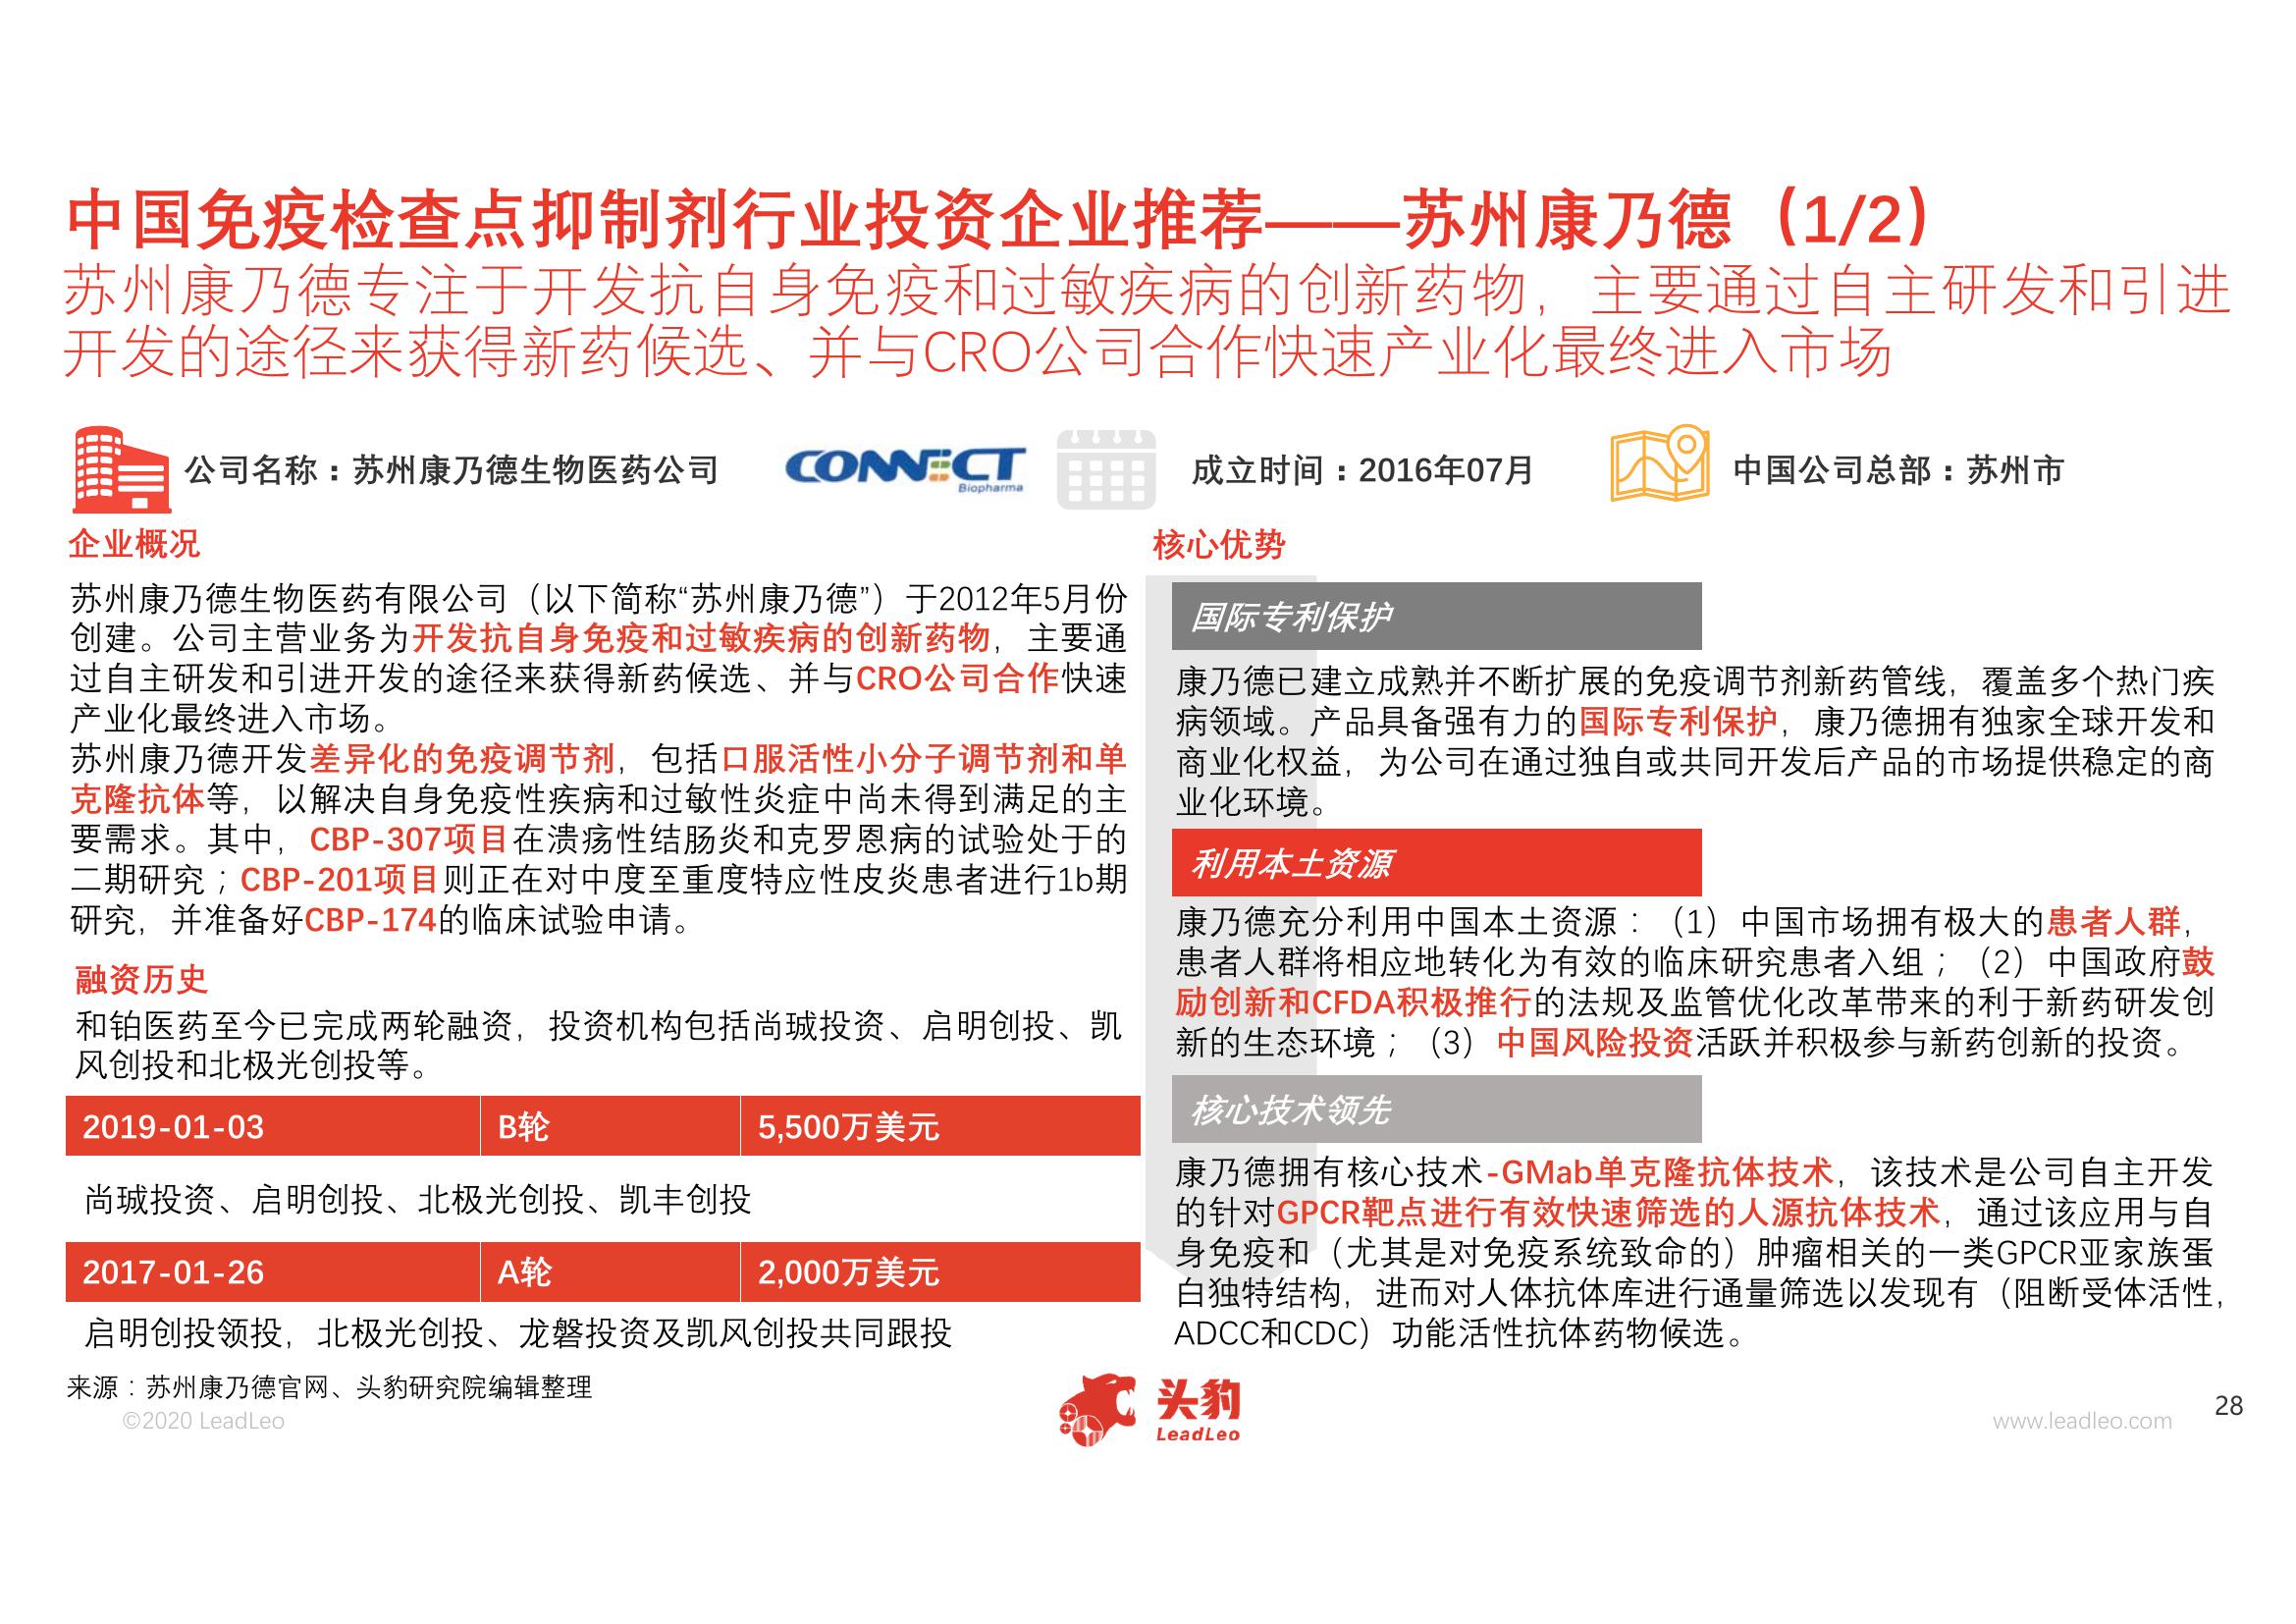 中国免疫检查点抑制剂行业投资企业推荐——苏州康乃德（1/2）
苏州康乃德专注于开发抗自身免疫和过敏疾病的创新药物，主要通过自主研发和引进
开发的途径来获得新药候选、并与CRO公司合作快速产业化最终进入市场
公司名称：苏州康乃德生物医药公司
CONNECT
Biopharma
成立时间：2016年07月
中国公司总部：苏州市
企业概况
苏州康乃德生物医药有限公司（以下简称“苏州康乃德”）于2012年5月份
创建。公司主营业务为开发抗自身免疫和过敏疾病的创新药物，主要通
过自主研发和引进开发的途径来获得新药候选、并与CRO公司合作快速
产业化最终进入市场。
苏州康乃德开发差异化的免疫调节剂，包括口服活性小分子调节剂和单
克隆抗体等，以解决自身免疫性疾病和过敏性炎症中尚未得到满足的主
要需求。其中，CBP-307项目在溃疡性结肠炎和克罗恩病的试验处于的
二期研究；CBP-201项目则正在对中度至重度特应性皮炎患者进行1b期
研究，并准备好CBP-174的临床试验申请。
融资历史
和铂医药至今已完成两轮融资，投资机构包括尚珹投资、启明创投、凯
风创投和北极光创投等。
2019-01-03 B轮 5,500万美元
尚珹投资、启明创投、北极光创投、凯丰创投
2017-01-26 A轮 2,000万美元
启明创投领投，北极光创投、龙磐投资及凯风创投共同跟投
核心优势
国际专利保护
康乃德已建立成熟并不断扩展的免疫调节剂新药管线，覆盖多个热门疾
病领域。产品具备强有力的国际专利保护，康乃德拥有独家全球开发和
商业化权益，为公司在通过独自或共同开发后产品的市场提供稳定的商
业化环境。
利用本土资源
康乃德充分利用中国本土资源：（1）中国市场拥有极大的患者人群，
患者人群将相应地转化为有效的临床研究患者入组；（2）中国政府鼓
励创新和CFDA积极推行的法规及监管优化改革带来的利于新药研发创
新的生态环境；（3）中国风险投资活跃并积极参与新药创新的投资。
核心技术领先
康乃德拥有核心技术-GMab单克隆抗体技术，该技术是公司自主开发
的针对GPCR靶点进行有效快速筛选的人源抗体技术，通过该应用与自
身免疫和（尤其是对免疫系统致命的）肿瘤相关的一类GPCR亚家族蛋
白独特结构，进而对人体抗体库进行通量筛选以发现有（阻断受体活性，
ADCC和CDC）功能活性抗体药物候选。
来源：苏州康乃德官网、头豹研究院编辑整理
©2020 LeadLeo
头豹
LeadLeo
www.leadleo.com
28